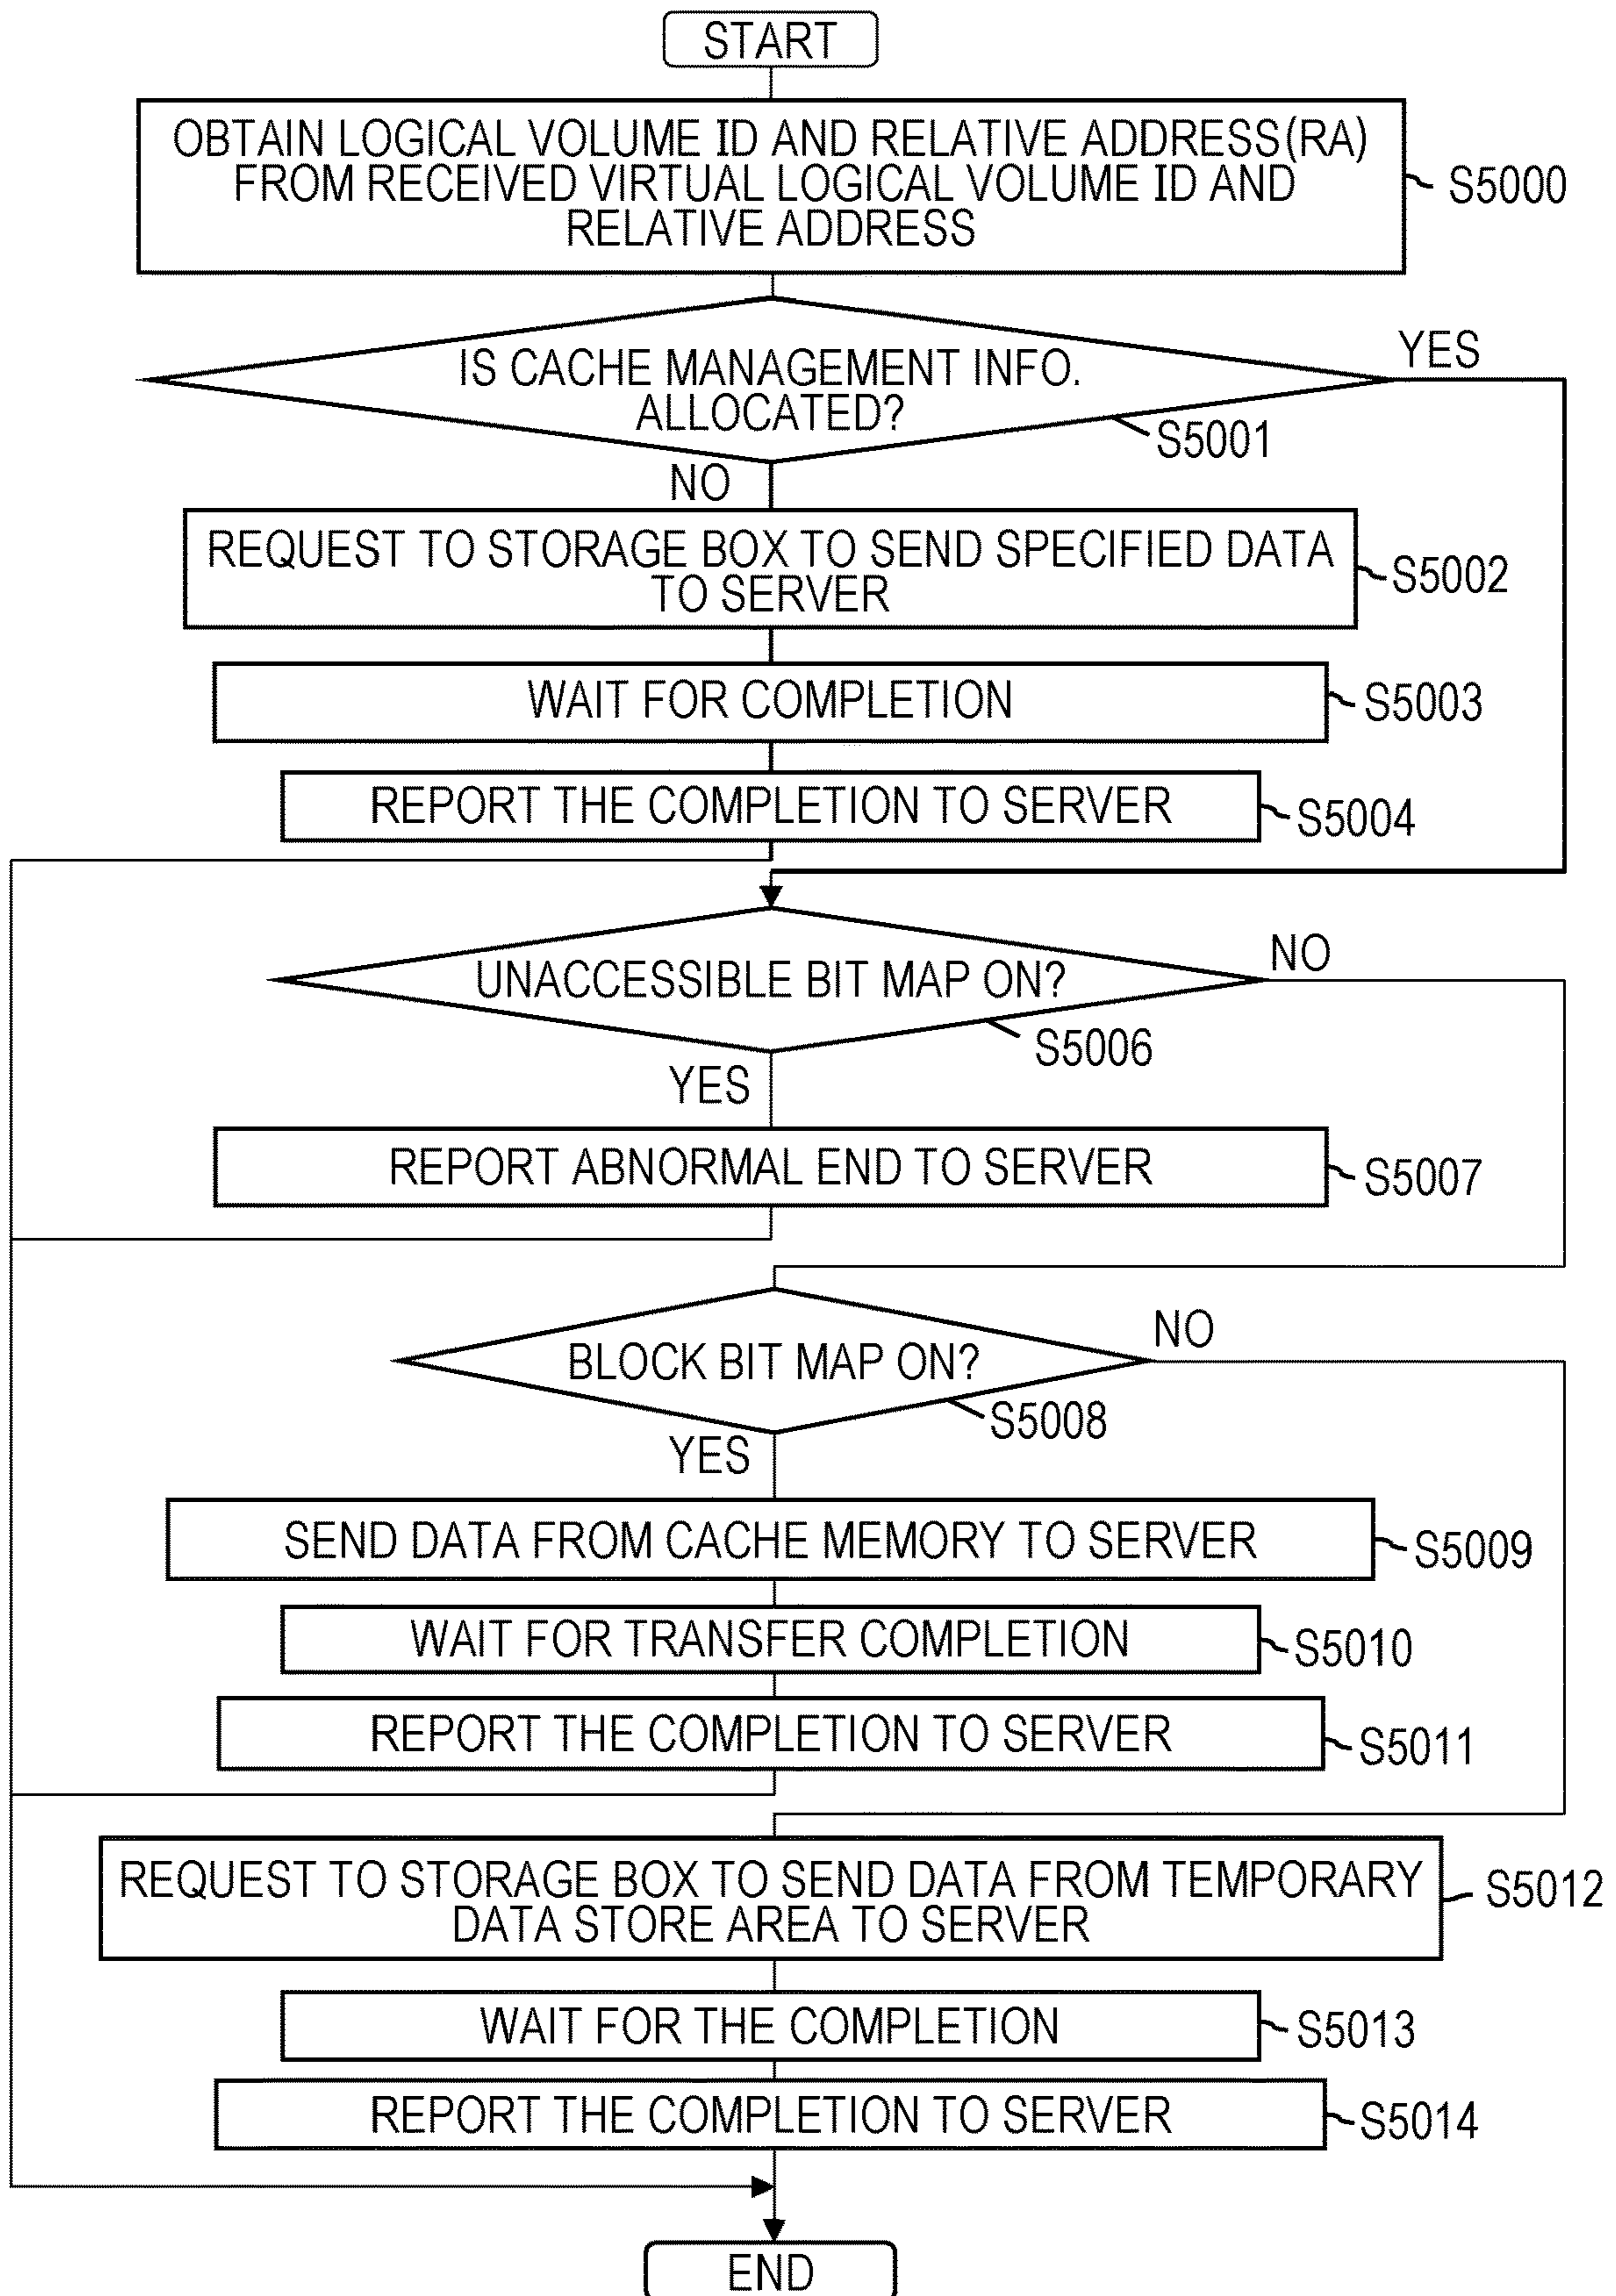 START
OBTAIN LOGICAL VOLUME ID AND RELATIVE ADDRESS(RA)
FROM RECEIVED VIRTUAL LOGICAL VOLUME ID AND
RELATIVE ADDRESS
S5000
IS CACHE MANAGEMENT INFO.
ALLOCATED?
YES
S5001
NO
REQUEST TO STORAGE BOX TO SEND SPECIFIED DATA
TO SERVER
S5002
WAIT FOR COMPLETION
S5003
REPORT THE COMPLETION TO SERVER
S5004
UNACCESSIBLE BIT MAP ON?
NO
S5006
YES
REPORT ABNORMAL END TO SERVER
S5007
BLOCK BIT MAP ON?
NO
S5008
YES
SEND DATA FROM CACHE MEMORY TO SERVER
S5009
WAIT FOR TRANSFER COMPLETION
S5010
REPORT THE COMPLETION TO SERVER
S5011
REQUEST TO STORAGE BOX TO SEND DATA FROM TEMPORARY
DATA STORE AREA TO SERVER
S5012
WAIT FOR THE COMPLETION
S5013
REPORT THE COMPLETION TO SERVER
S5014
END